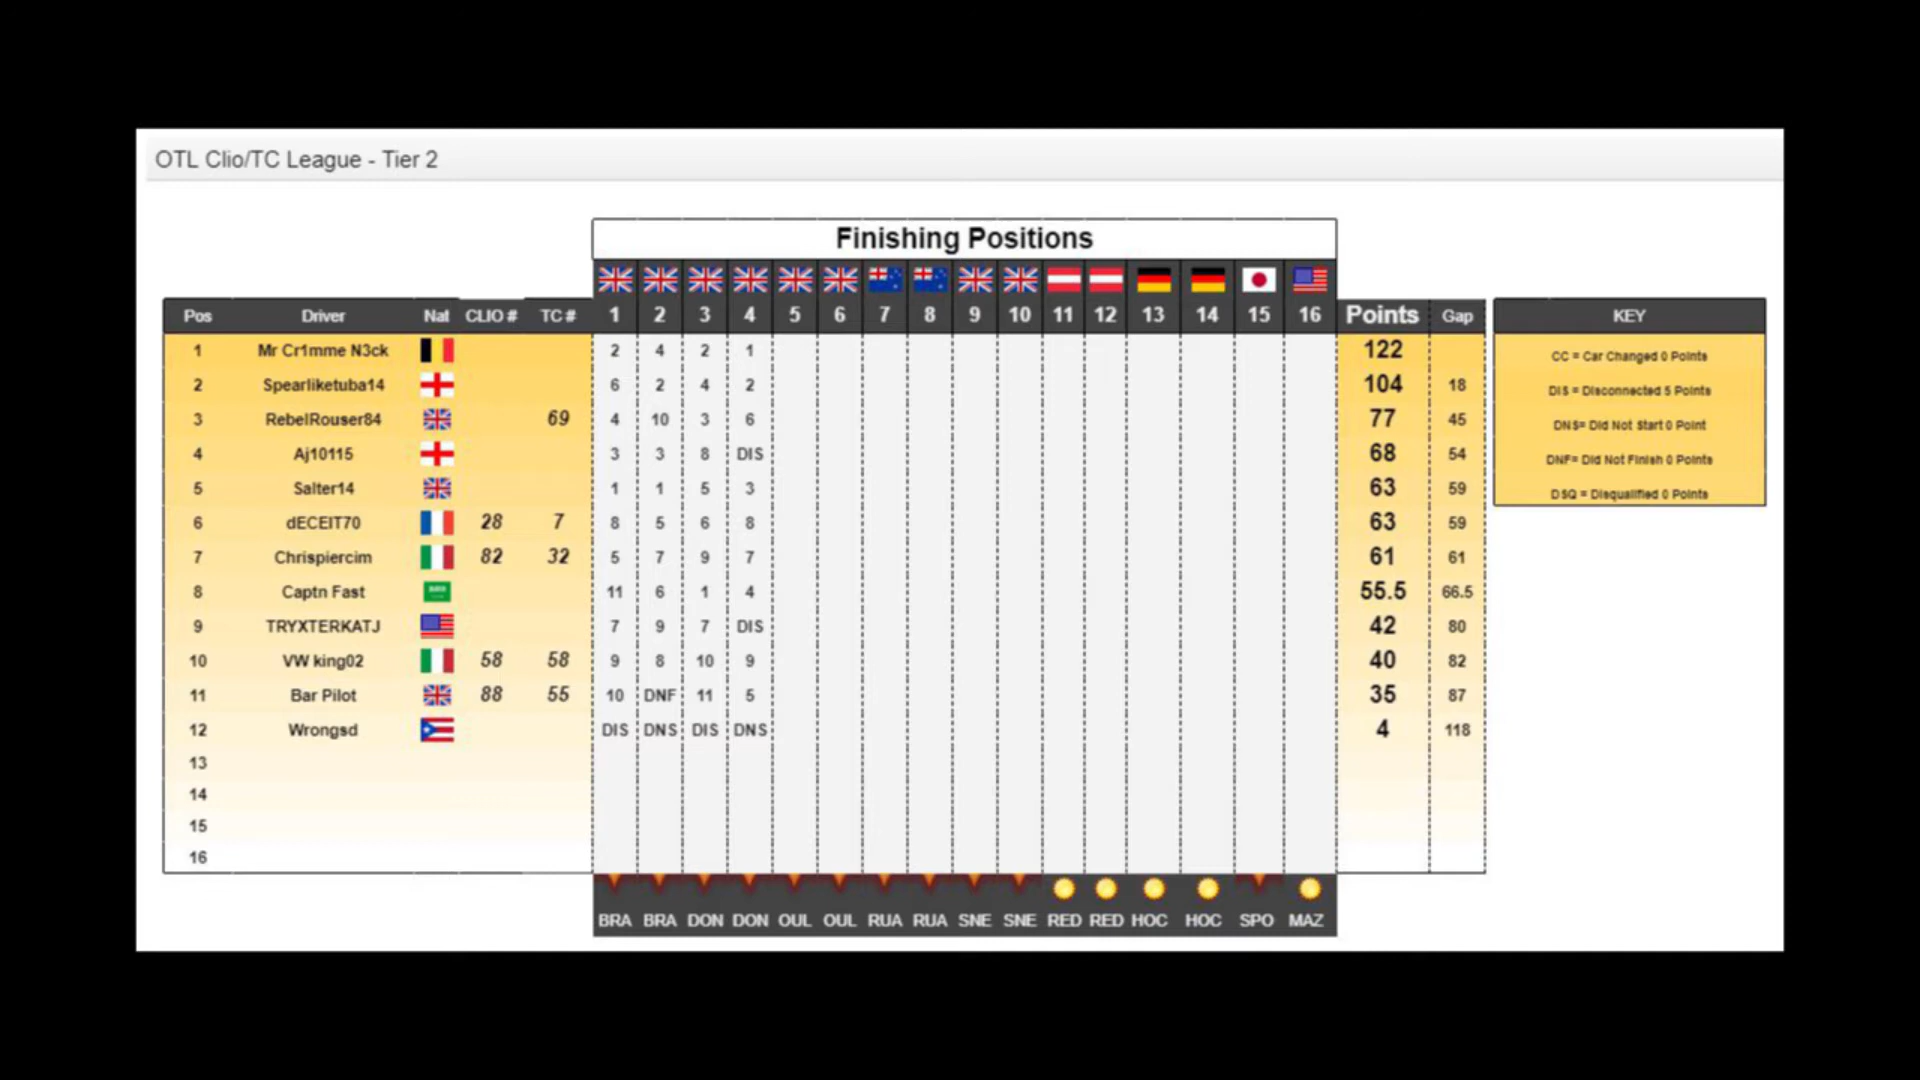 OTL Clio/TC League - Tier 2
Finishing Positions
Pos Driver Nat CLIO # TC # 1 2 3 4 5 6 7 8 9 10 11 12 13 14 15 16 Points Gap KEY
1 Mr Cr1mme N3ck 2 4 2 1 122
CC = Car Changed 0 Points
2 Spearliketuba14 6 2 4 2 104 18
DIS = Disconnected 5 Points
3 RebelRouser84 69 4 10 3 6 77 45
DNS= Did Not Start 0 Point
4 Aj10115 3 3 8 DIS 68 54
DNF= Did Not Finish 0 Points
5 Salter14 1 1 5 3 63 59
DSQ = Disqualified 0 Points
6 dECEIT70 28 7 8 5 6 8 63 59
7 Chrispiercim 82 32 5 7 9 7 61 61
8 Captn Fast 11 6 1 4 55.5 66.5
9 TRYXTERKATJ 7 9 7 DIS 42 80
10 VW king02 58 58 9 8 10 9 40 82
11 Bar Pilot 88 55 10 DNF 11 5 35 87
12 Wrongsd DIS DNS DIS DNS 4 118
13
14
15
16
BRA BRA DON DON OUL OUL RUA RUA SNE SNE RED RED HOC HOC SPO MAZ